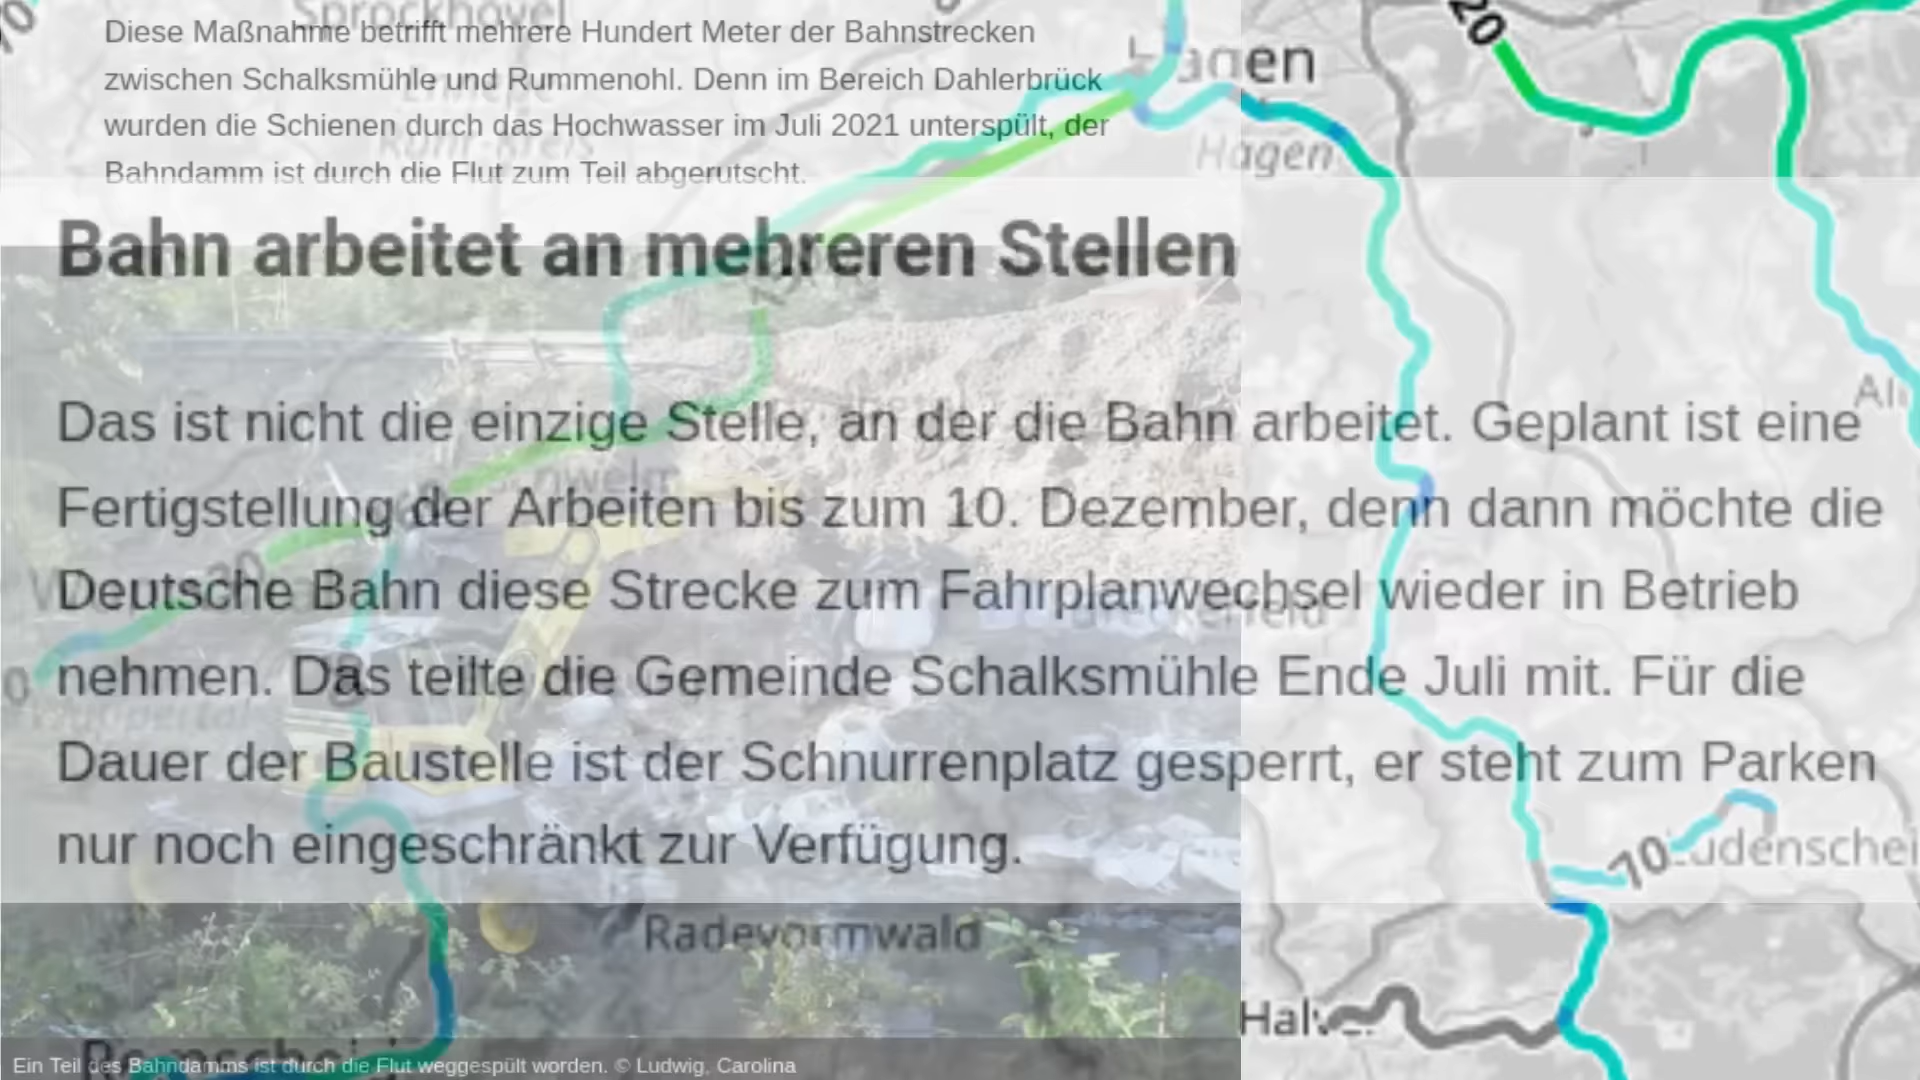 Sprockhövel
20
Diese Maßnahme betrifft mehrere Hundert Meter der Bahnstrecken
zwischen Schalksmühle und Rummenohl. Denn im Bereich Dahlerbrück
wurden die Schienen durch das Hochwasser im Juli 2021 unterspült, der
Bahndamm ist durch die Flut zum Teil abgerutscht.
Hagen
Hagen
Bahn arbeitet an mehreren Stellen
Das ist nicht die einzige Stelle, an der die Bahn arbeitet. Geplant ist eine
Fertigstellung der Arbeiten bis zum 10. Dezember, denn dann möchte die
Deutsche Bahn diese Strecke zum Fahrplanwechsel wieder in Betrieb
nehmen. Das teilte die Gemeinde Schalksmühle Ende Juli mit. Für die
Dauer der Baustelle ist der Schnurrenplatz gesperrt, er steht zum Parken
nur noch eingeschränkt zur Verfügung.
70
Radevormwald
Ein Teil des Bahndamms ist durch die Flut weggespült worden. © Ludwig, Carolina